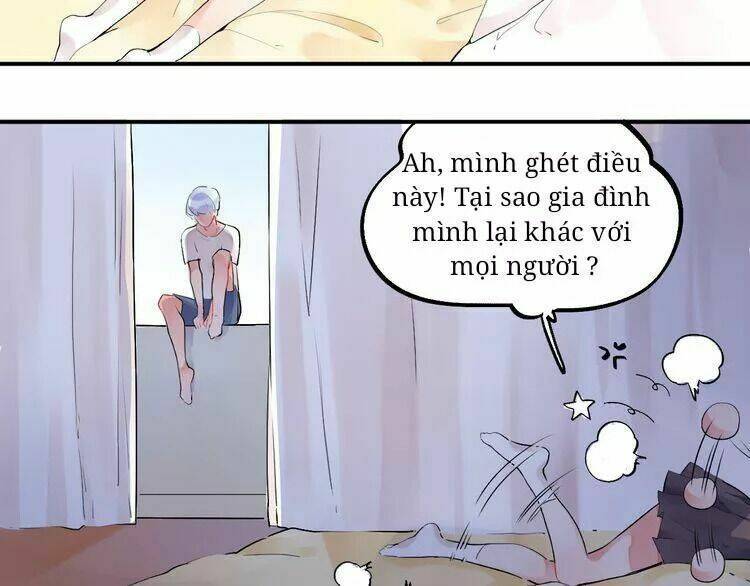 Ah, mình ghét điều
này! Tại sao gia đình
mình lại khác với
mọi người ?